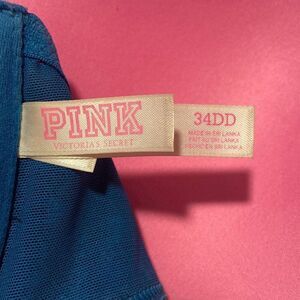 PINK
VICTORIA'S SECRET
34DD
MADE IN SRI LANKA
FAIT AU SRI LANKA
HECHO EN SRI LANKA